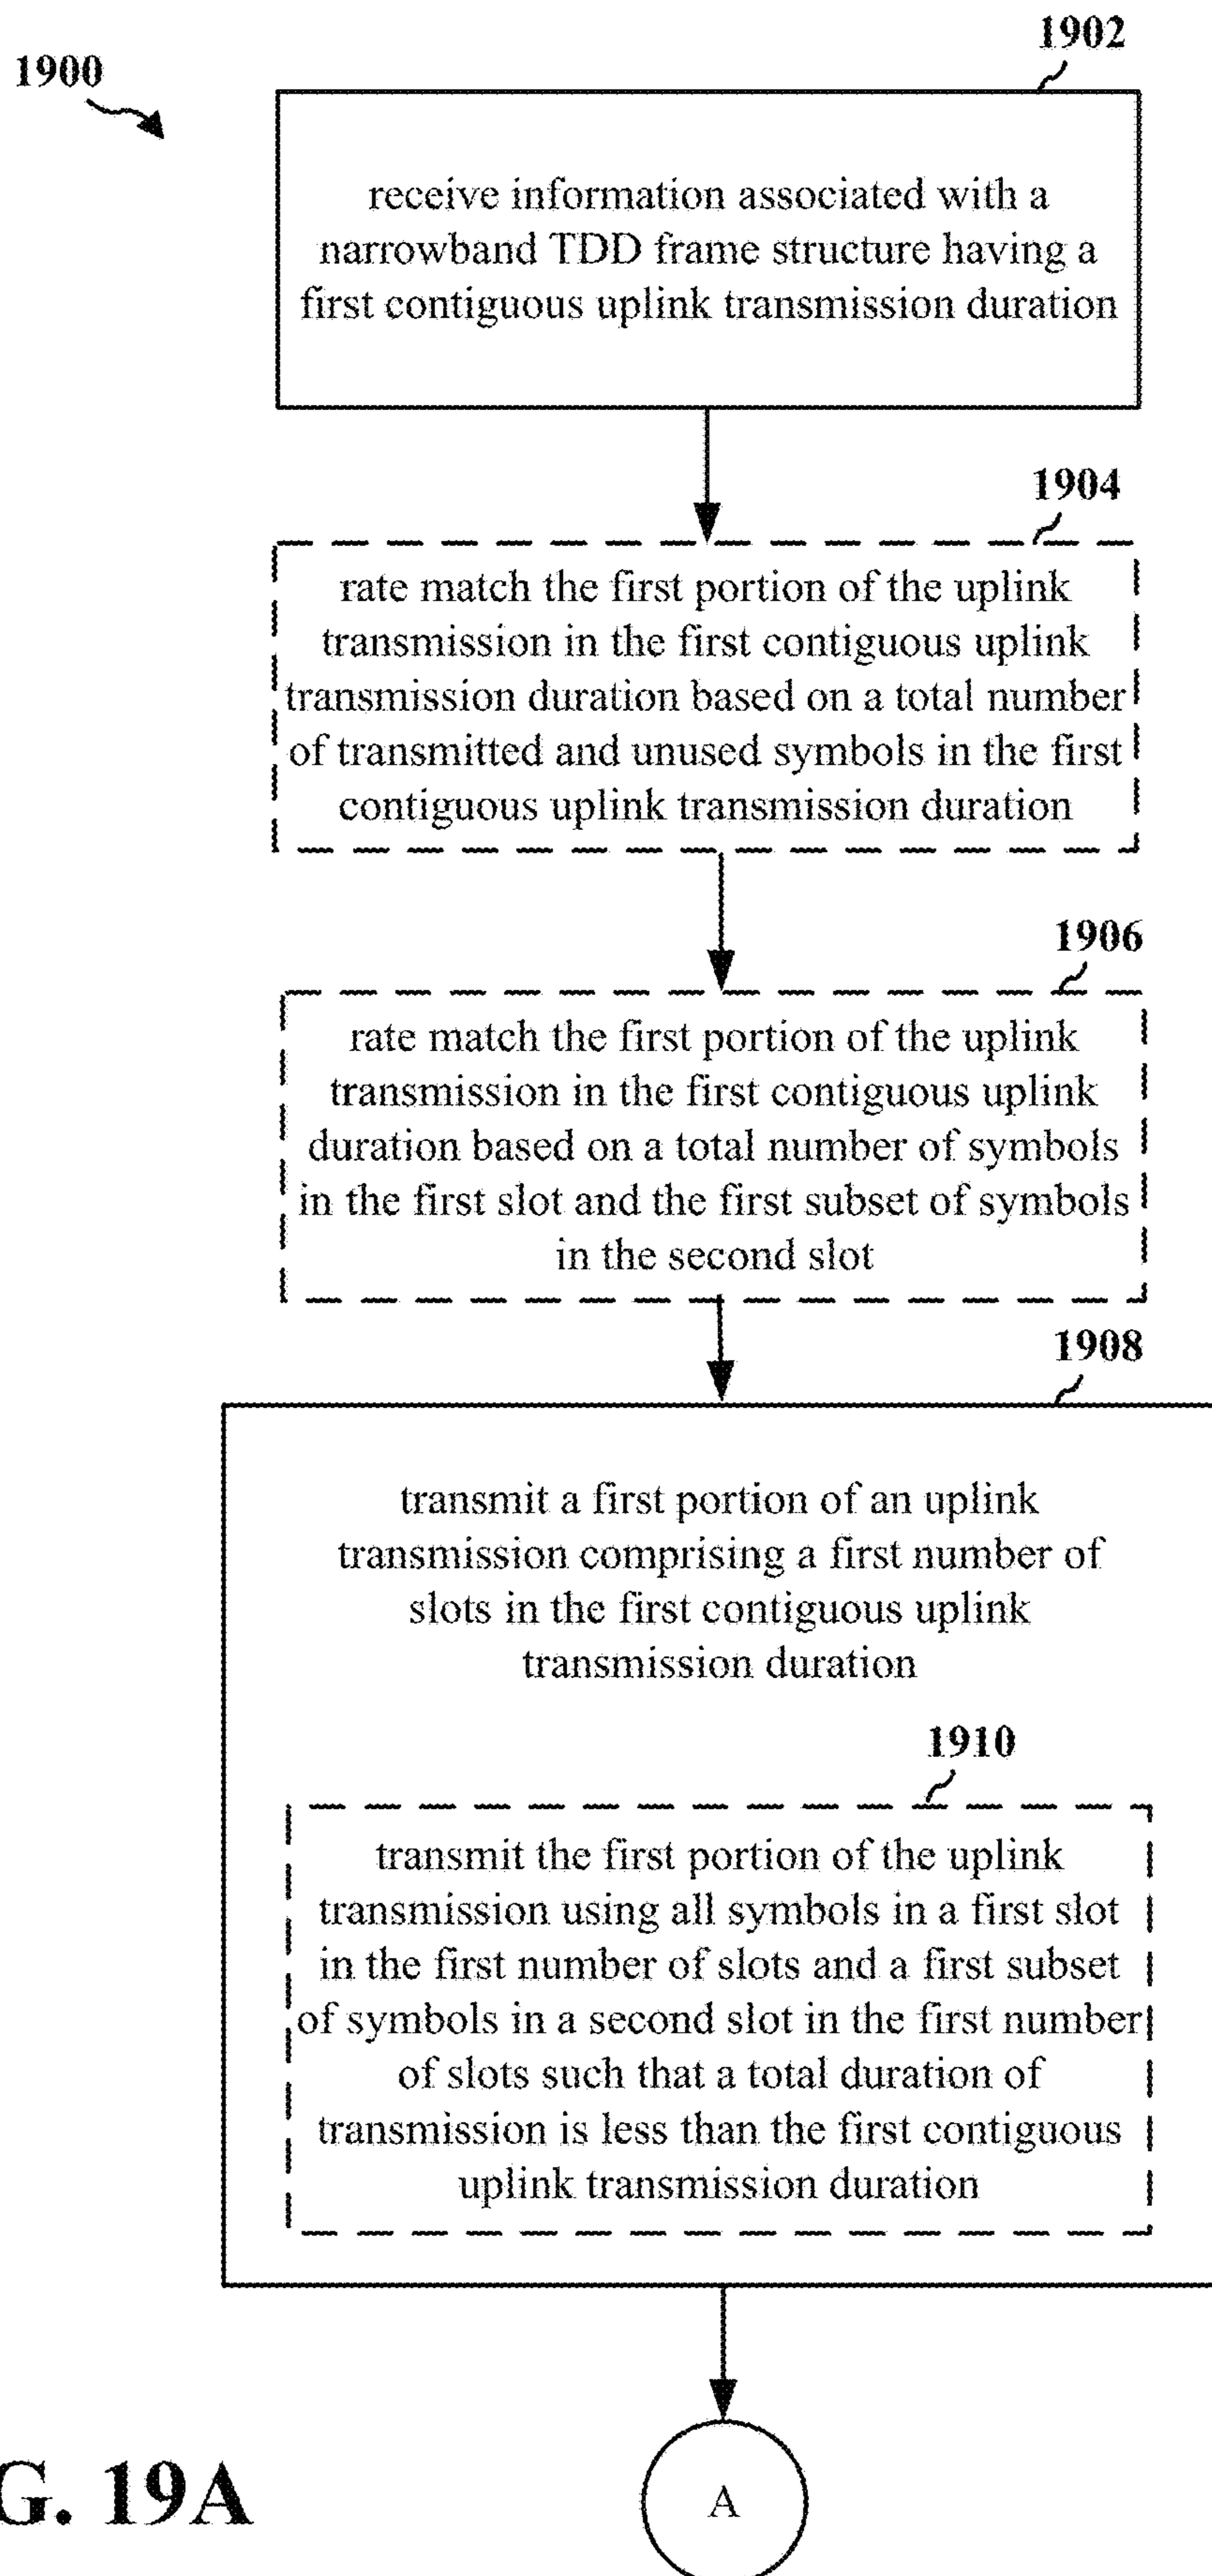 1902
1900
receive information associated with a
narrowband TDD frame structure having a
first contiguous uplink transmission duration
1904
rate match the first portion of the uplink
transmission in the first contiguous uplink
transmission duration based on a total number
of transmitted and unused symbols in the first
contiguous uplink transmission duration
1906
rate match the first portion of the uplink
transmission in the first contiguous uplink
duration based on a total number of symbols
in the first slot and the first subset of symbols
in the second slot
1908
transmit a first portion of an uplink
transmission comprising a first number of
slots in the first contiguous uplink
transmission duration
1910
transmit the first portion of the uplink
transmission using all symbols in a first slot
in the first number of slots and a first subset
of symbols in a second slot in the first number
of slots such that a total duration of
transmission is less than the first contiguous
uplink transmission duration
G. 19A
A